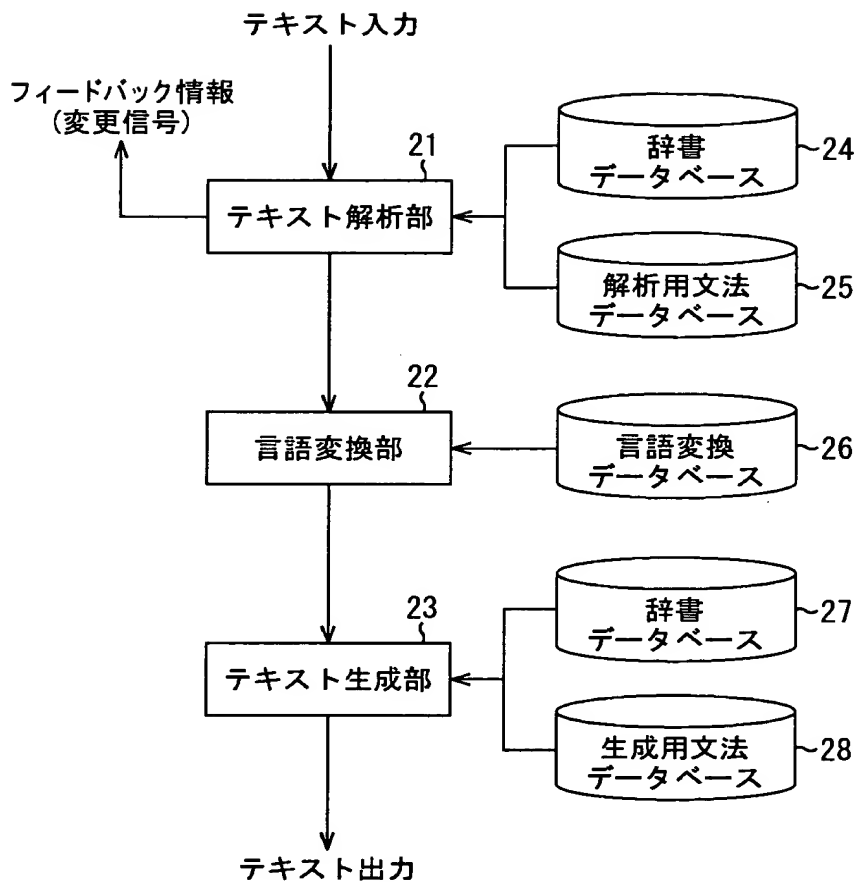 テキスト入力
フィードバック情報
(変更信号)
21
テキスト解析部
辞書
データベース
24
解析用文法
データベース
25
22
言語変換部
言語変換
データベース
26
23
テキスト生成部
辞書
データベース
27
生成用文法
データベース
28
テキスト出力